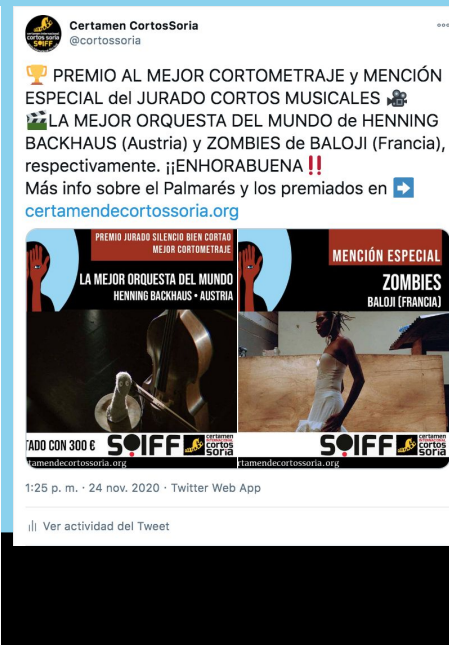 Certamen CortosSoria
@cortossoria
🏆 PREMIO AL MEJOR CORTOMETRAJE y MENCIÓN
ESPECIAL del JURADO CORTOS MUSICALES 🎥
🎬LA MEJOR ORQUESTA DEL MUNDO de HENNING
BACKHAUS (Austria) y ZOMBIES de BALOJI (Francia),
respectivamente. ¡¡ENHORABUENA‼️
Más info sobre el Palmarés y los premiados en ➡️
certamendecortossoria.org
PREMIO JURADO SILENCIO BIEN CORTAO
MEJOR CORTOMETRAJE
LA MEJOR ORQUESTA DEL MUNDO
HENNING BACKHAUS • AUSTRIA
TADO CON 300 €
SOIFF
certamen
cortos
soria
tamendecortossoria.org
MENCIÓN ESPECIAL
ZOMBIES
BALOJI (FRANCIA)
SOIFF
certamen
cortos
soria
rtamendecortossoria.org
1:25 p. m. · 24 nov. 2020 · Twitter Web App
Ver actividad del Tweet